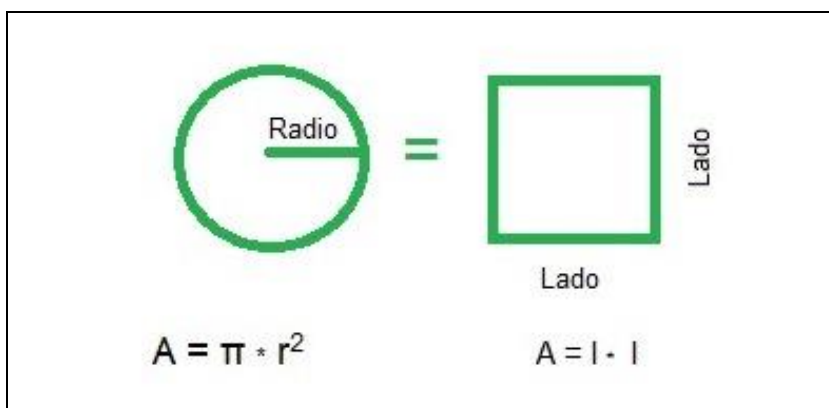 Radio
=
Lado
Lado
A = π * r²
A = l * l